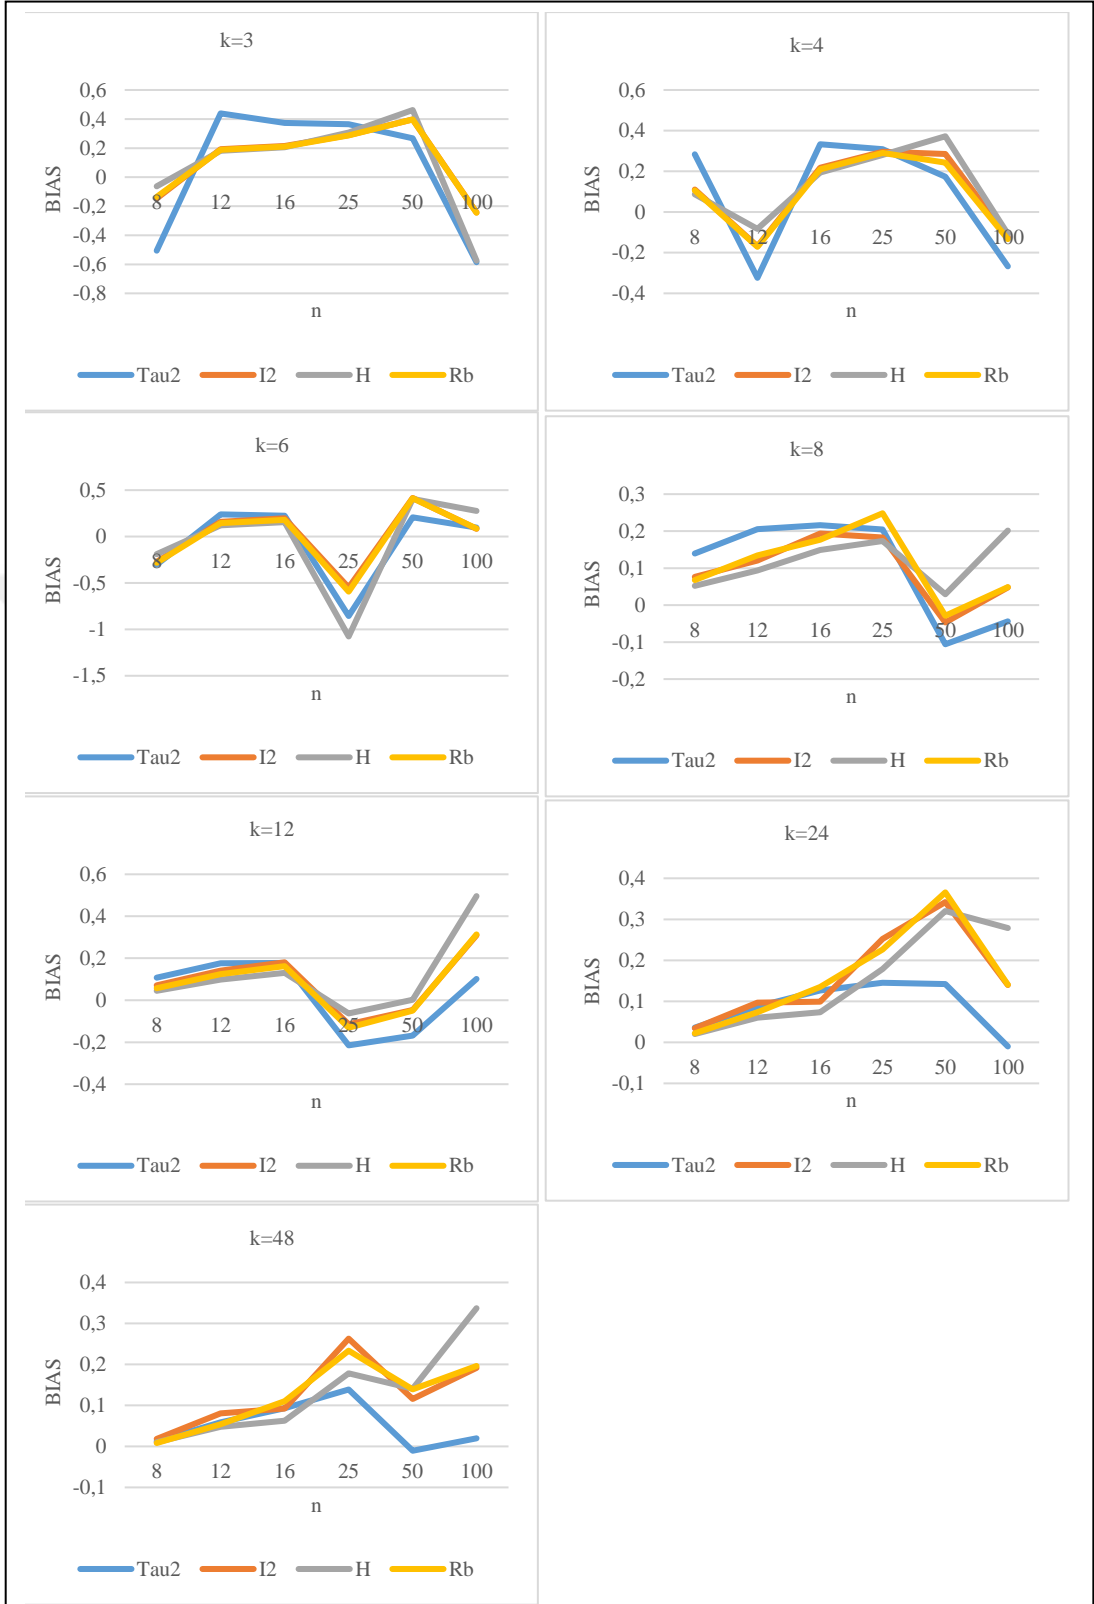 k=3
0,6
0,4
0,2
0
-0,2
-0,4
-0,6
-0,8
BIAS
8 12 16 25 50 100
n
Tau2 I2 H Rb
k=4
0,6
0,4
0,2
0
-0,2
-0,4
BIAS
8 12 16 25 50 100
n
Tau2 I2 H Rb
k=6
0,5
0
-0,5
-1
-1,5
BIAS
8 12 16 25 50 100
n
Tau2 I2 H Rb
k=8
0,3
0,2
0,1
0
-0,1
-0,2
BIAS
8 12 16 25 50 100
n
Tau2 I2 H Rb
k=12
0,6
0,4
0,2
0
-0,2
-0,4
BIAS
8 12 16 25 50 100
n
Tau2 I2 H Rb
k=24
0,4
0,3
0,2
0,1
0
-0,1
BIAS
8 12 16 25 50 100
n
Tau2 I2 H Rb
k=48
0,4
0,3
0,2
0,1
0
-0,1
BIAS
8 12 16 25 50 100
n
Tau2 I2 H Rb